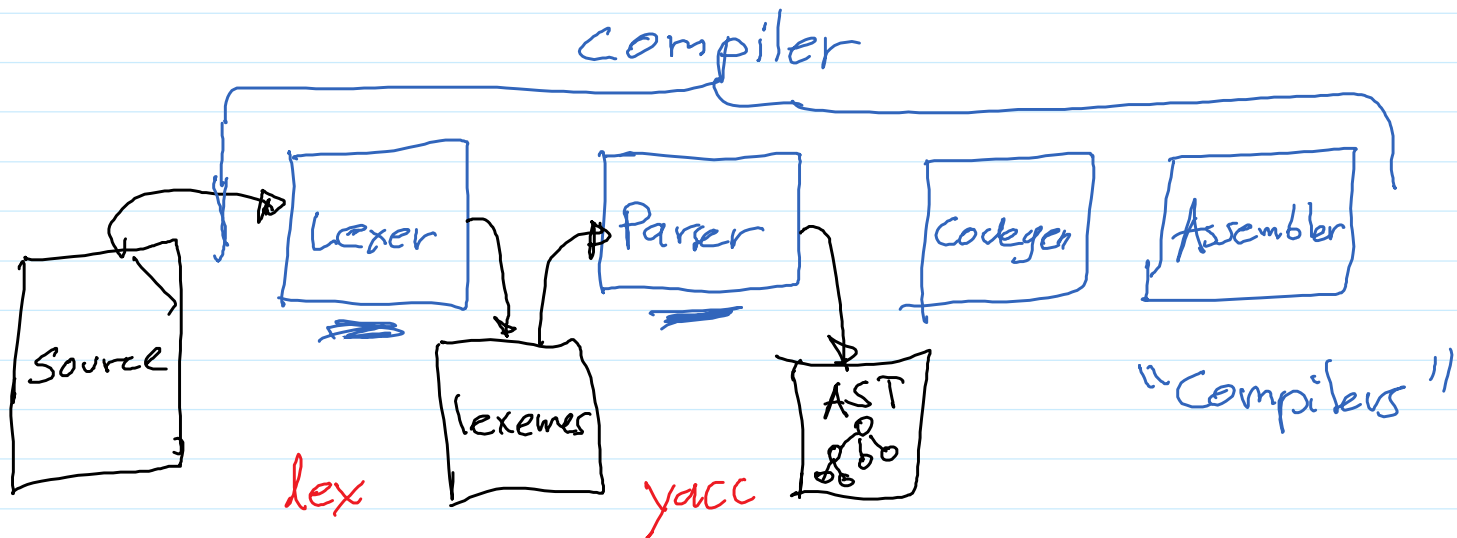 Compiler
Lexer
Parser
Codegen
Assembler
Source
lexemes
AST
"Compilers"
lex
yacc